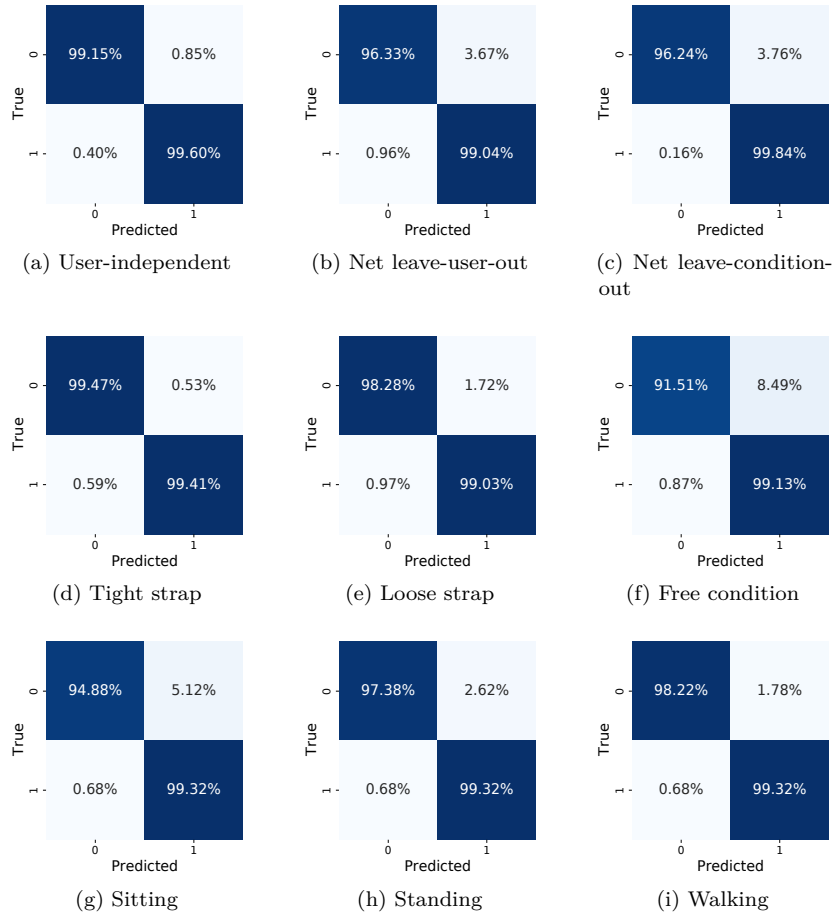 99.15% 0.85%
0.40% 99.60%
True
0
1
0 1
Predicted
(a) User-independent
96.33% 3.67%
0.96% 99.04%
True
0
1
0 1
Predicted
(b) Net leave-user-out
96.24% 3.76%
0.16% 99.84%
True
0
1
0 1
Predicted
(c) Net leave-condition-
out
99.47% 0.53%
0.59% 99.41%
True
0
1
0 1
Predicted
(d) Tight strap
98.28% 1.72%
0.97% 99.03%
True
0
1
0 1
Predicted
(e) Loose strap
91.51% 8.49%
0.87% 99.13%
True
0
1
0 1
Predicted
(f) Free condition
94.88% 5.12%
0.68% 99.32%
True
0
1
0 1
Predicted
(g) Sitting
97.38% 2.62%
0.68% 99.32%
True
0
1
0 1
Predicted
(h) Standing
98.22% 1.78%
0.68% 99.32%
True
0
1
0 1
Predicted
(i) Walking